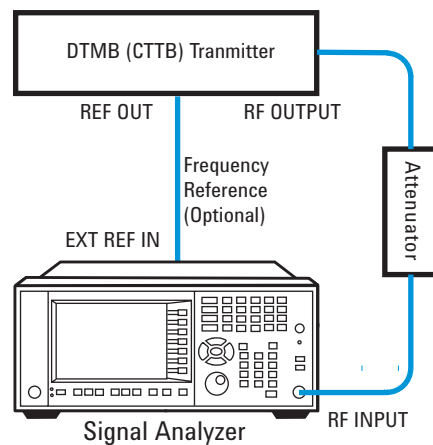 DTMB (CTTB) Tranmitter
REF OUT
RF OUTPUT
Frequency
Reference
(Optional)
Attenuator
EXT REF IN
RF INPUT
Signal Analyzer